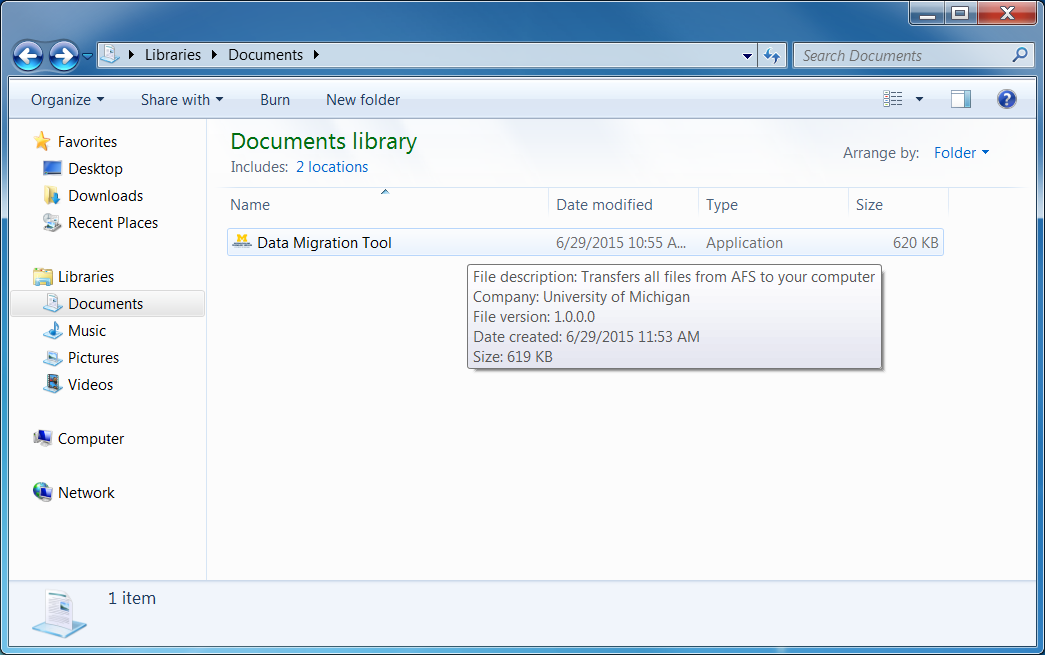 Libraries Documents
Search Documents
Organize Share with Burn New folder
Favorites
Desktop
Downloads
Recent Places
Libraries
Documents
Music
Pictures
Videos
Computer
Network
Documents library
Includes: 2 locations
Arrange by: Folder
Name Date modified Type Size
Data Migration Tool 6/29/2015 10:55 A... Application 620 KB
File description: Transfers all files from AFS to your computer
Company: University of Michigan
File version: 1.0.0.0
Date created: 6/29/2015 11:53 AM
Size: 619 KB
1 item